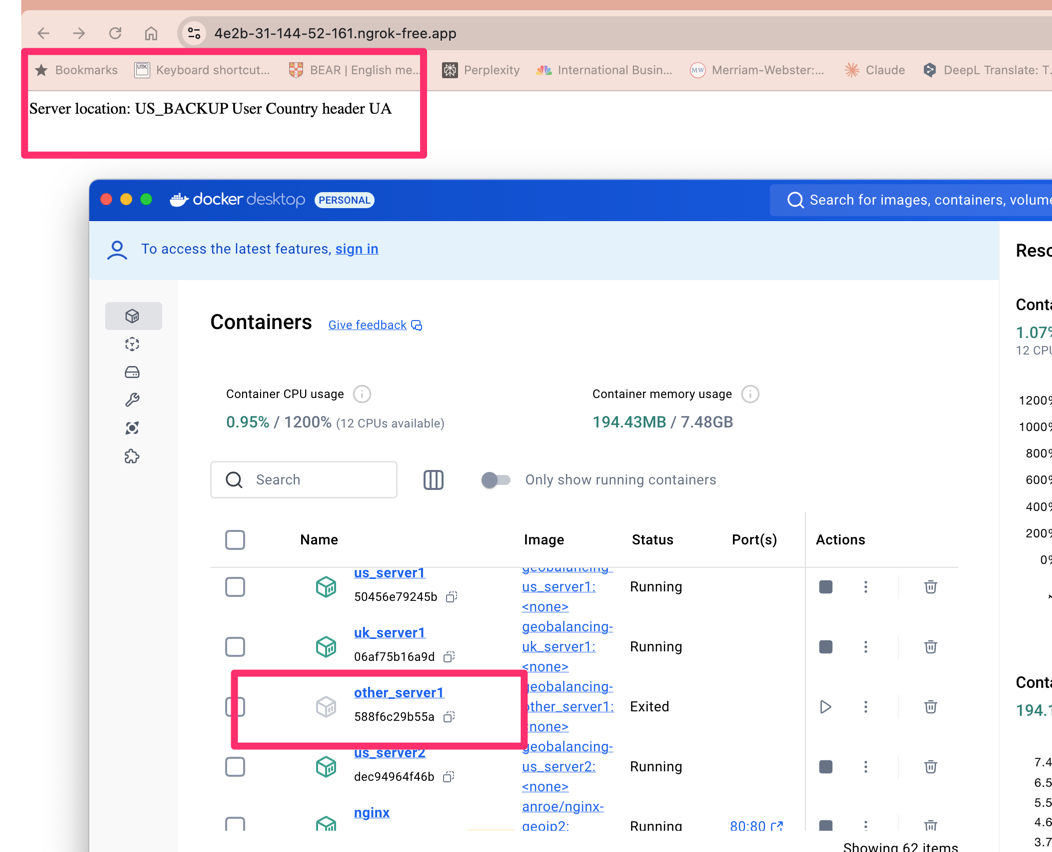 4e2b-31-144-52-161.ngrok-free.app
Bookmarks
Keyboard shortcut...
BEAR | English me...
Perplexity
International Busin...
MW
Merriam-Webster:...
Claude
DeepL Translate: T...
Server location: US_BACKUP User Country header UA
docker desktop PERSONAL
Search for images, containers, volume
To access the latest features, sign in
Reso
Containers Give feedback
Conta
1.07%
12 CPU
Container CPU usage
0.95% / 1200% (12 CPUs available)
Container memory usage
194.43MB / 7.48GB
1200%
1000%
800%
600%
400%
200%
0%
Search
Only show running containers
Name Image Status Port(s) Actions
us_server1
50456e79245b
geobalancing-
us_server1:
<none>
Running
uk_server1
06af75b16a9d
geobalancing-
uk_server1:
<none>
Running
other_server1
588f6c29b55a
geobalancing-
other_server1:
<none>
Exited
us_server2
dec94964f46b
geobalancing-
us_server2:
<none>
Running
nginx
anroe/nginx-
geoip2:
Running
80:80
Conta
194.1
7.4
6.5
5.5
4.6
3.7
Showing 62 items